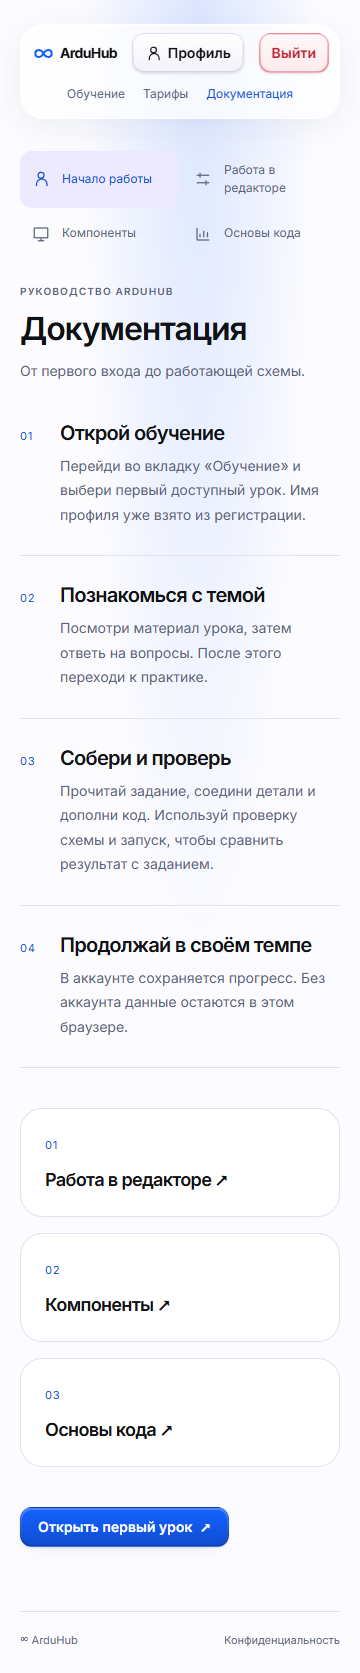 ArduHub
Профиль
Выйти
Обучение
Тарифы
Документация
Начало работы
Работа в
редакторе
Компоненты
Основы кода
РУКОВОДСТВО ARDUHUB
Документация
От первого входа до работающей схемы.
01
Открой обучение
Перейди во вкладку «Обучение» и
выбери первый доступный урок. Имя
профиля уже взято из регистрации.
02
Познакомься с темой
Посмотри материал урока, затем
ответь на вопросы. После этого
переходи к практике.
03
Собери и проверь
Прочитай задание, соедини детали и
дополни код. Используй проверку
схемы и запуск, чтобы сравнить
результат с заданием.
04
Продолжай в своём темпе
В аккаунте сохраняется прогресс. Без
аккаунта данные остаются в этом
браузере.
01
Работа в редакторе ↗
02
Компоненты ↗
03
Основы кода ↗
Открыть первый урок ↗
∞ ArduHub
Конфиденциальность